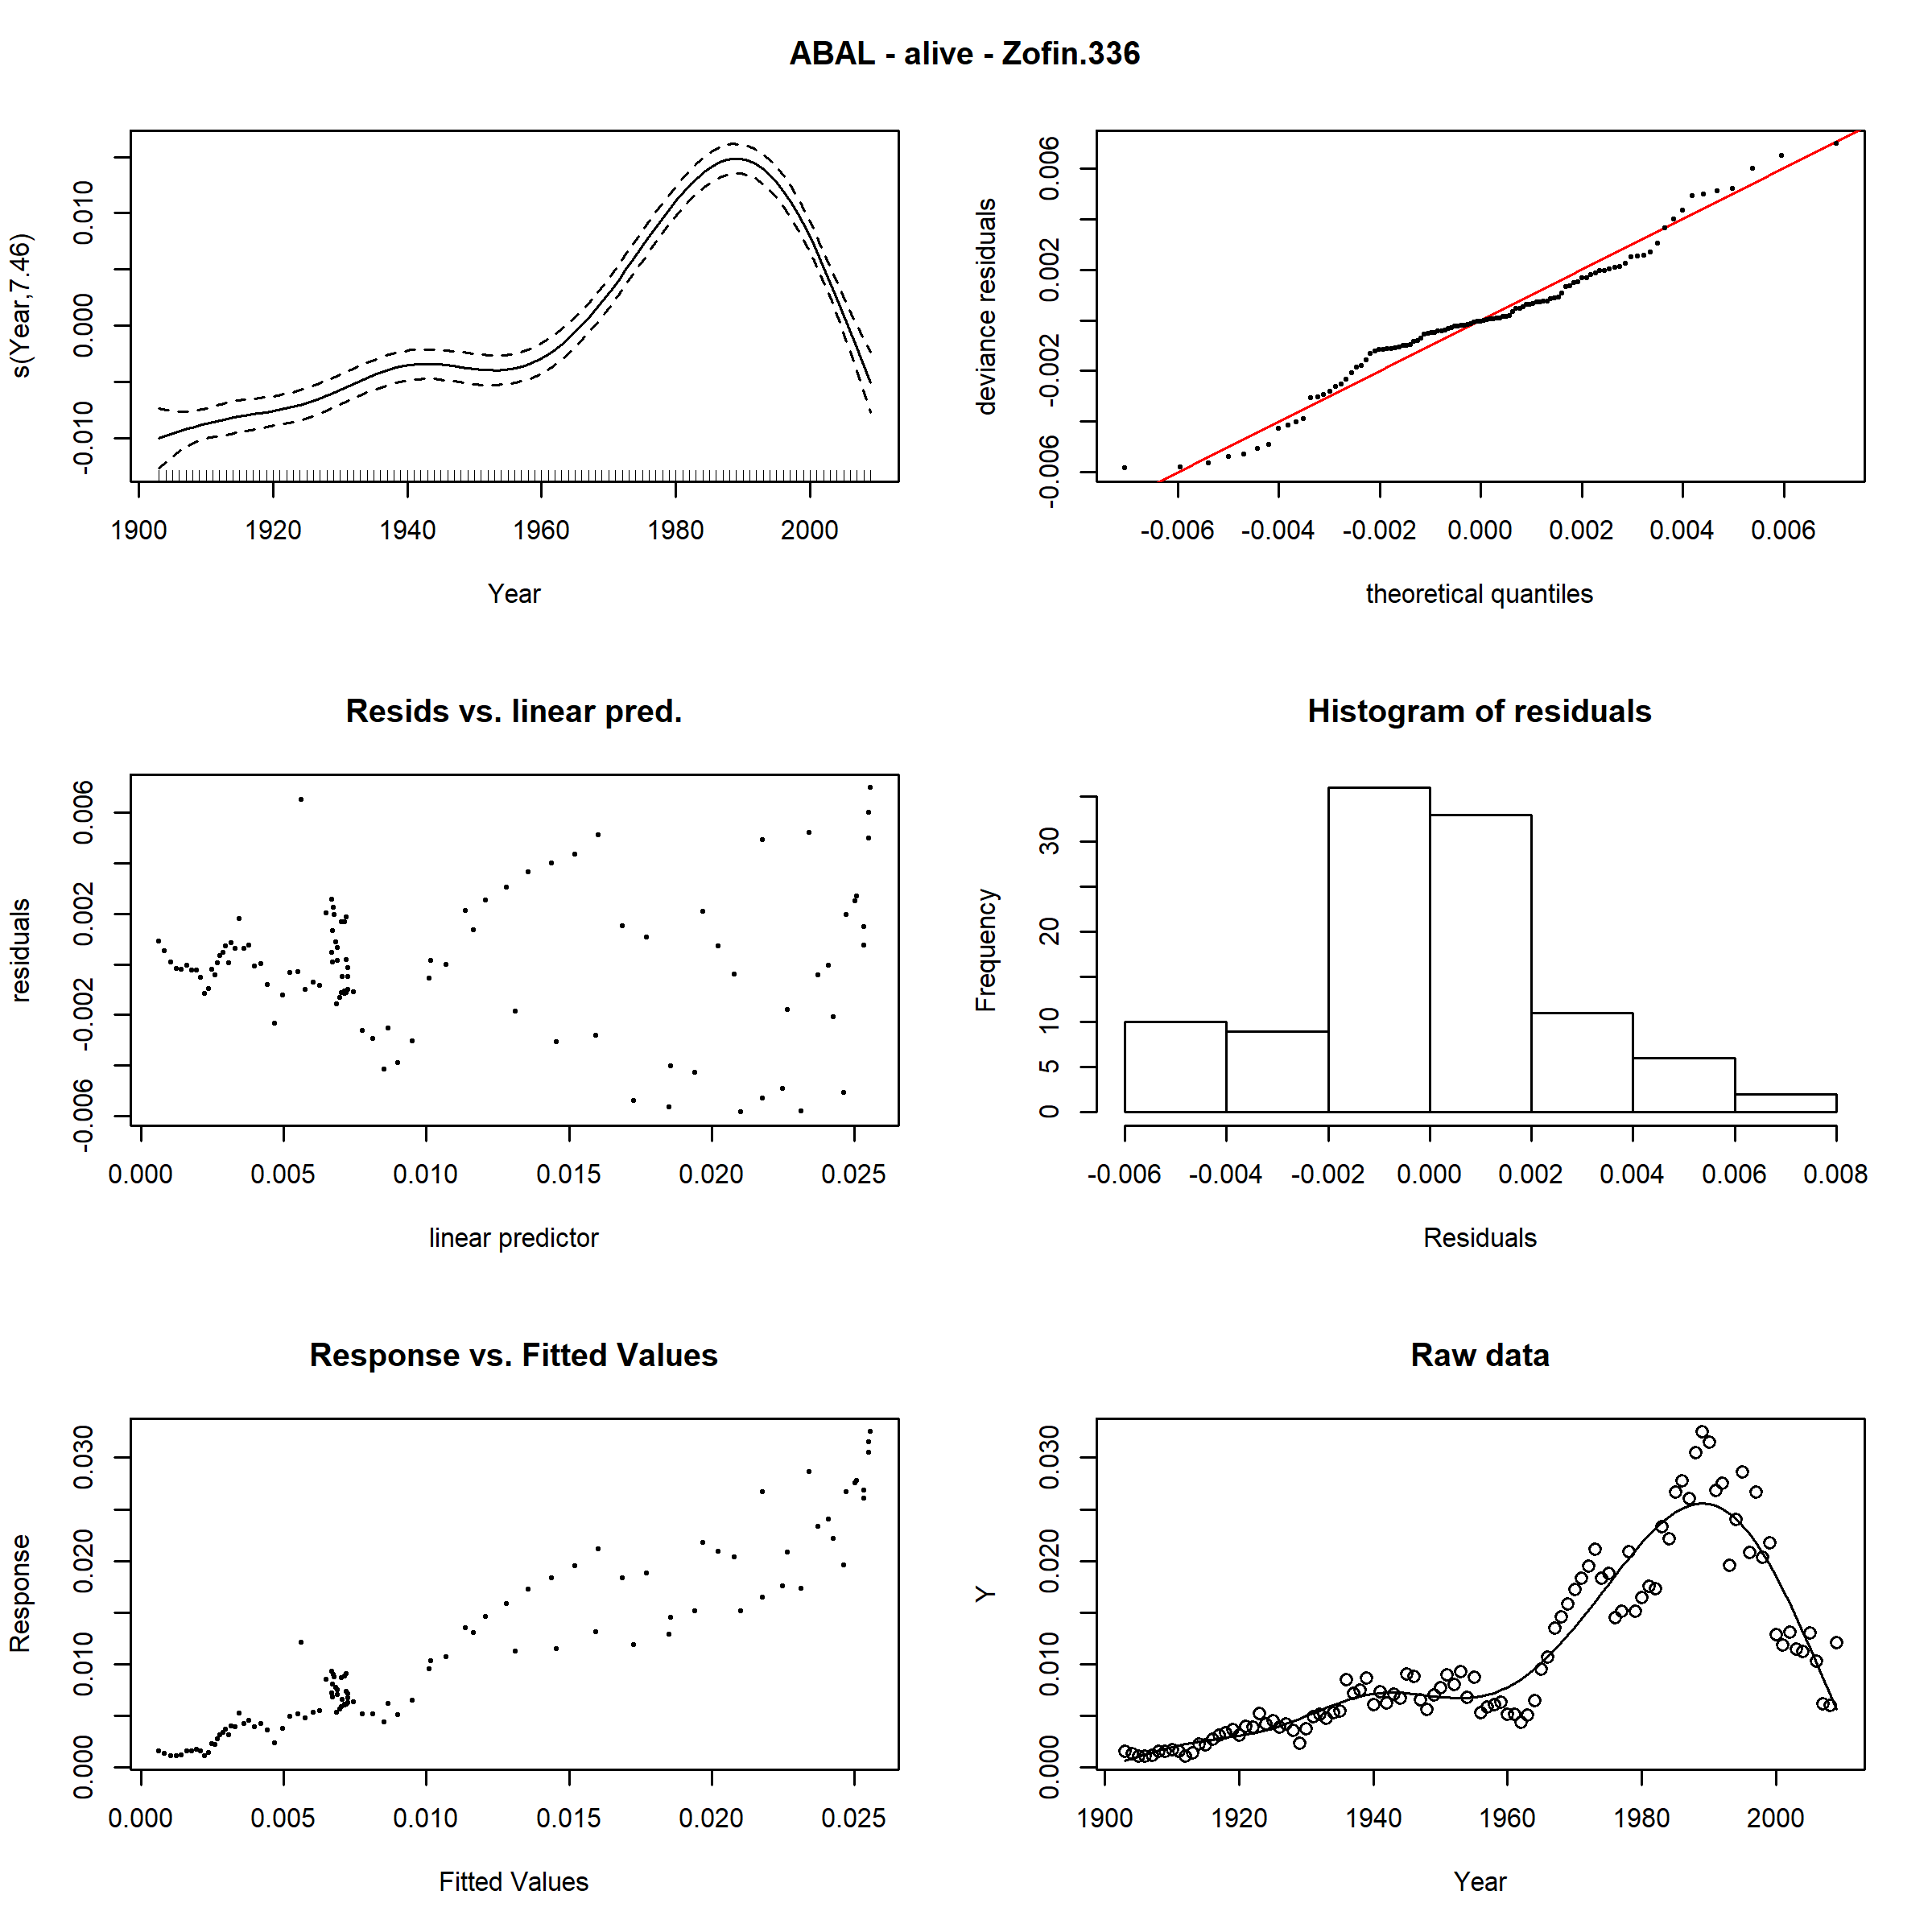 ABAL - alive - Zofin.336
s(Year,7.46)
-0.010 0.000 0.010
1900 1920 1940 1960 1980 2000
Year
deviance residuals
-0.006 -0.002 0.002 0.006
-0.006 -0.004 -0.002 0.000 0.002 0.004 0.006
theoretical quantiles
Resids vs. linear pred.
residuals
-0.006 -0.002 0.002 0.006
0.000 0.005 0.010 0.015 0.020 0.025
linear predictor
Histogram of residuals
Frequency
0 5 10 20 30
-0.006 -0.004 -0.002 0.000 0.002 0.004 0.006 0.008
Residuals
Response vs. Fitted Values
Response
0.000 0.010 0.020 0.030
0.000 0.005 0.010 0.015 0.020 0.025
Fitted Values
Raw data
Y
0.000 0.010 0.020 0.030
1900 1920 1940 1960 1980 2000
Year